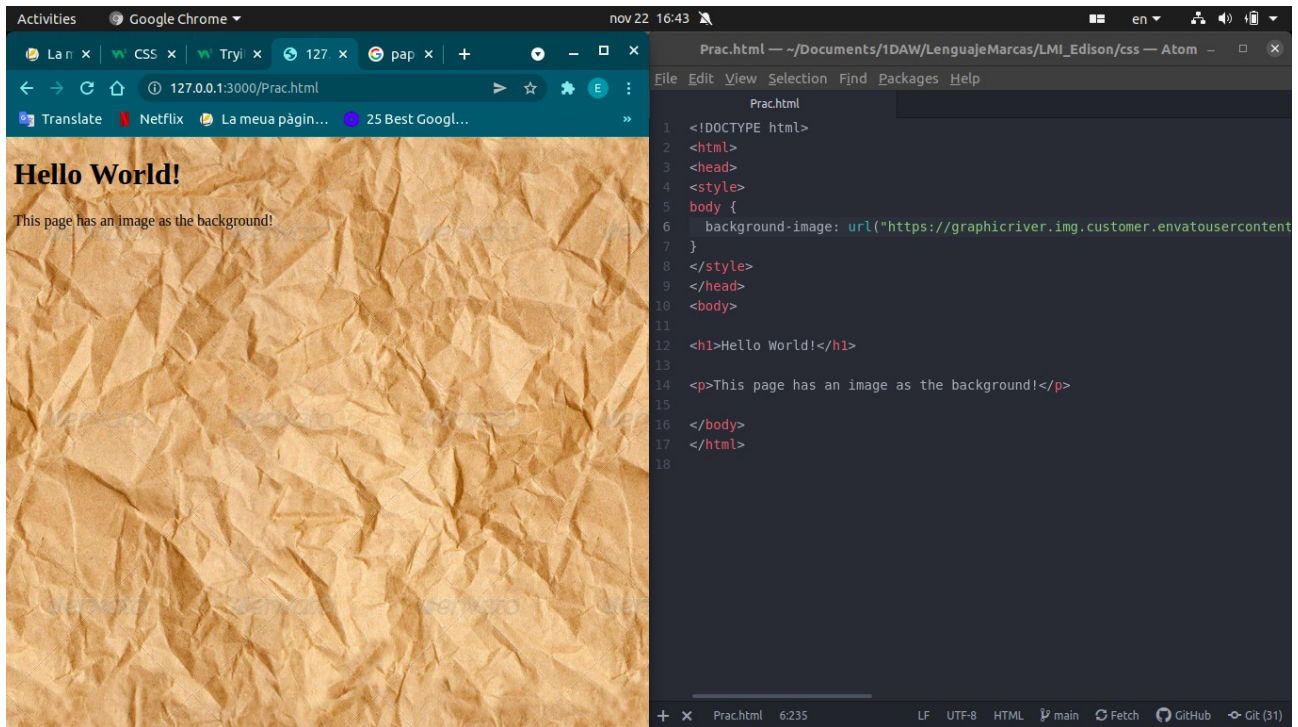 Activities Google Chrome nov 22 16:43 en
La m CSS Tryi 127. pap
127.0.0.1:3000/Prac.html E
Translate Netflix La meua pàgin... 25 Best Googl... »
Hello World!
This page has an image as the background!
envato
Prac.html — ~/Documents/1DAW/LenguajeMarcas/LMI_Edison/css — Atom
File Edit View Selection Find Packages Help
Prac.html
1 <!DOCTYPE html>
2 <html>
3 <head>
4 <style>
5 body {
6 background-image: url("https://graphicriver.img.customer.envatousercontent
7 }
8 </style>
9 </head>
10 <body>
11
12 <h1>Hello World!</h1>
13
14 <p>This page has an image as the background!</p>
15
16 </body>
17 </html>
18
Prac.html 6:235 LF UTF-8 HTML main Fetch GitHub Git (31)